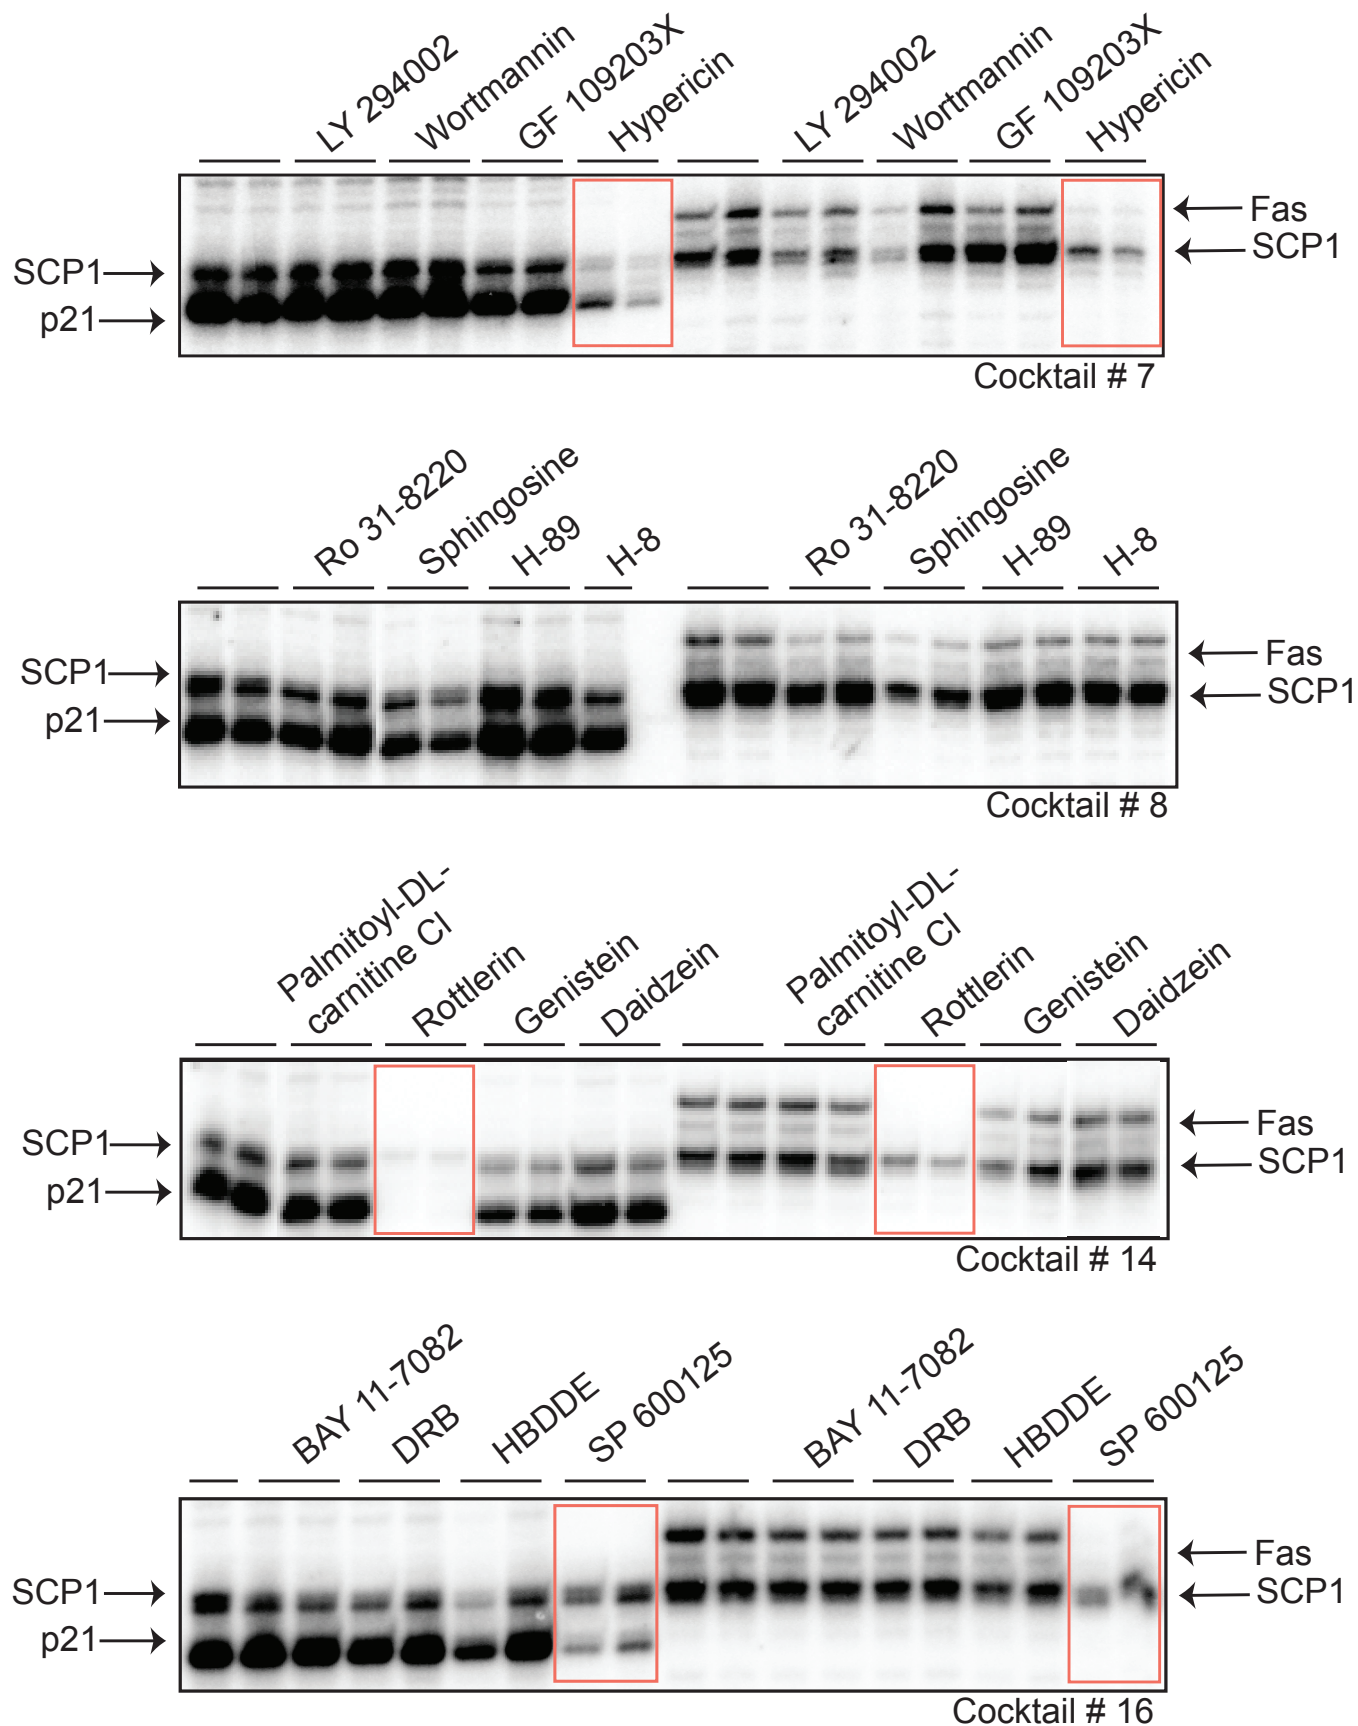 LY 294002
Wortmannin
GF 109203X
Hypericin
LY 294002
Wortmannin
GF 109203X
Hypericin
SCP1
p21
Fas
SCP1
Cocktail # 7
Ro 31-8220
Sphingosine
H-89
H-8
Ro 31-8220
Sphingosine
H-89
H-8
SCP1
p21
Fas
SCP1
Cocktail # 8
Palmitoyl-DL-
carnitine Cl
Rottlerin
Genistein
Daidzein
Palmitoyl-DL-
carnitine Cl
Rottlerin
Genistein
Daidzein
SCP1
p21
Fas
SCP1
Cocktail # 14
BAY 11-7082
DRB
HBDDE
SP 600125
BAY 11-7082
DRB
HBDDE
SP 600125
SCP1
p21
Fas
SCP1
Cocktail # 16